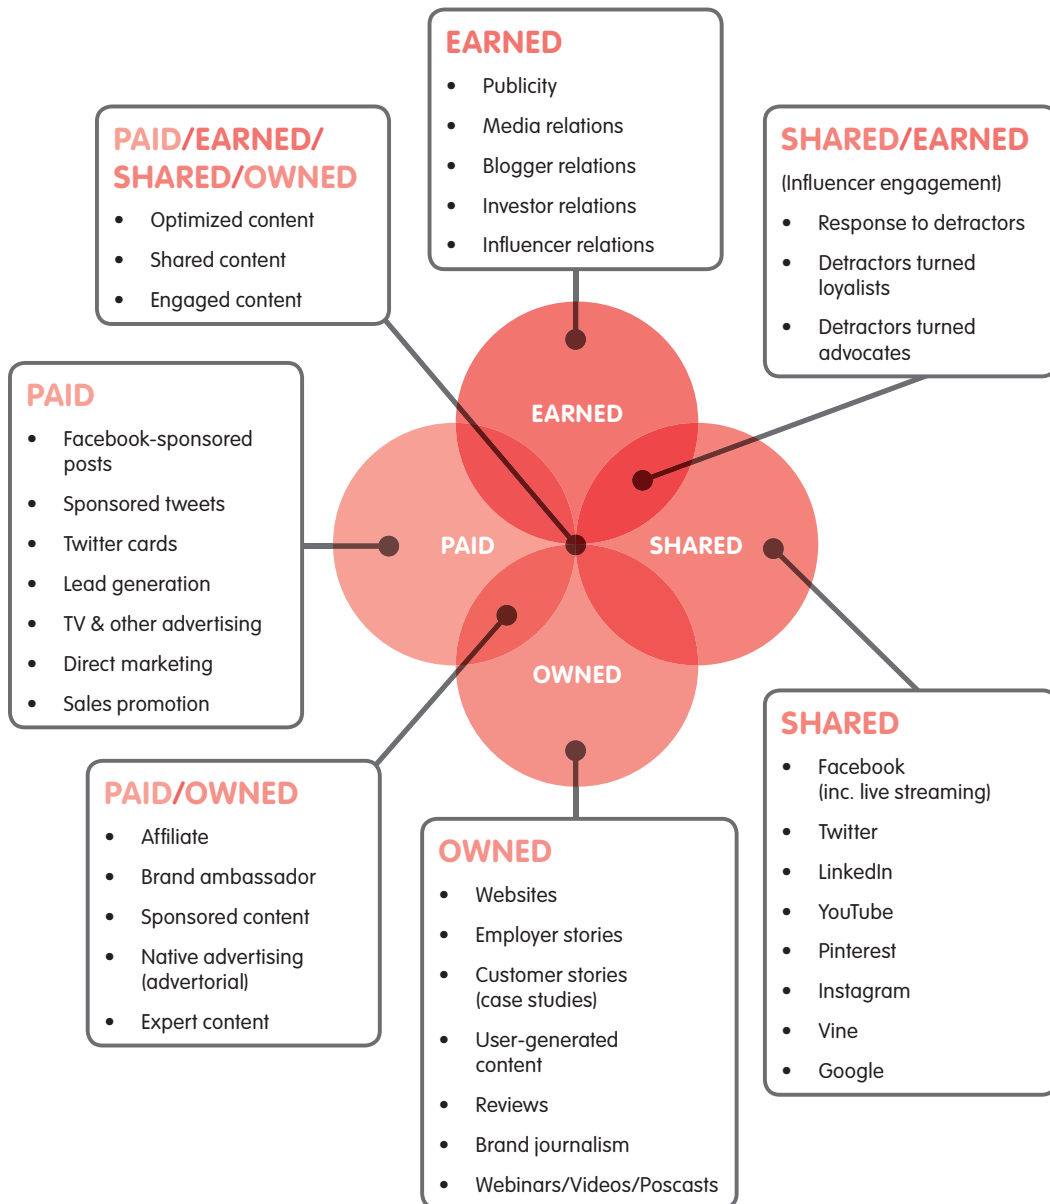 EARNED
• Publicity
• Media relations
• Blogger relations
• Investor relations
• Influencer relations
PAID/EARNED/
SHARED/OWNED
• Optimized content
• Shared content
• Engaged content
SHARED/EARNED
(Influencer engagement)
• Response to detractors
• Detractors turned
loyalists
• Detractors turned
advocates
PAID
• Facebook-sponsored
posts
• Sponsored tweets
• Twitter cards
• Lead generation
• TV & other advertising
• Direct marketing
• Sales promotion
EARNED
PAID
SHARED
OWNED
PAID/OWNED
• Affiliate
• Brand ambassador
• Sponsored content
• Native advertising
(advertorial)
• Expert content
OWNED
• Websites
• Employer stories
• Customer stories
(case studies)
• User-generated
content
• Reviews
• Brand journalism
• Webinars/Videos/Poscasts
SHARED
• Facebook
(inc. live streaming)
• Twitter
• LinkedIn
• YouTube
• Pinterest
• Instagram
• Vine
• Google